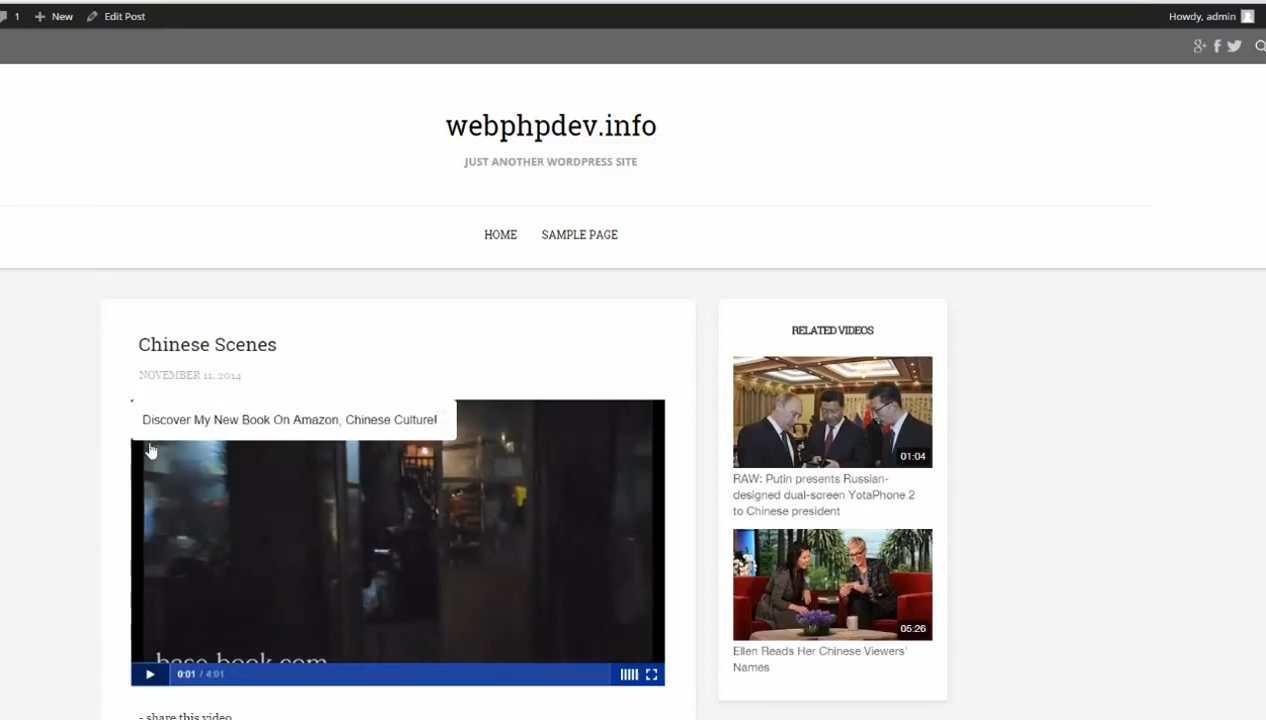 1 New Edit Post Howdy, admin
webphpdev.info
JUST ANOTHER WORDPRESS SITE
HOME SAMPLE PAGE
Chinese Scenes
NOVEMBER 11, 2014
Discover My New Book On Amazon, Chinese Culture!
base-book.com
0:01 / 4:01
- share this video
RELATED VIDEOS
01:04
RAW: Putin presents Russian-
designed dual-screen YotaPhone 2
to Chinese president
05:26
Ellen Reads Her Chinese Viewers'
Names